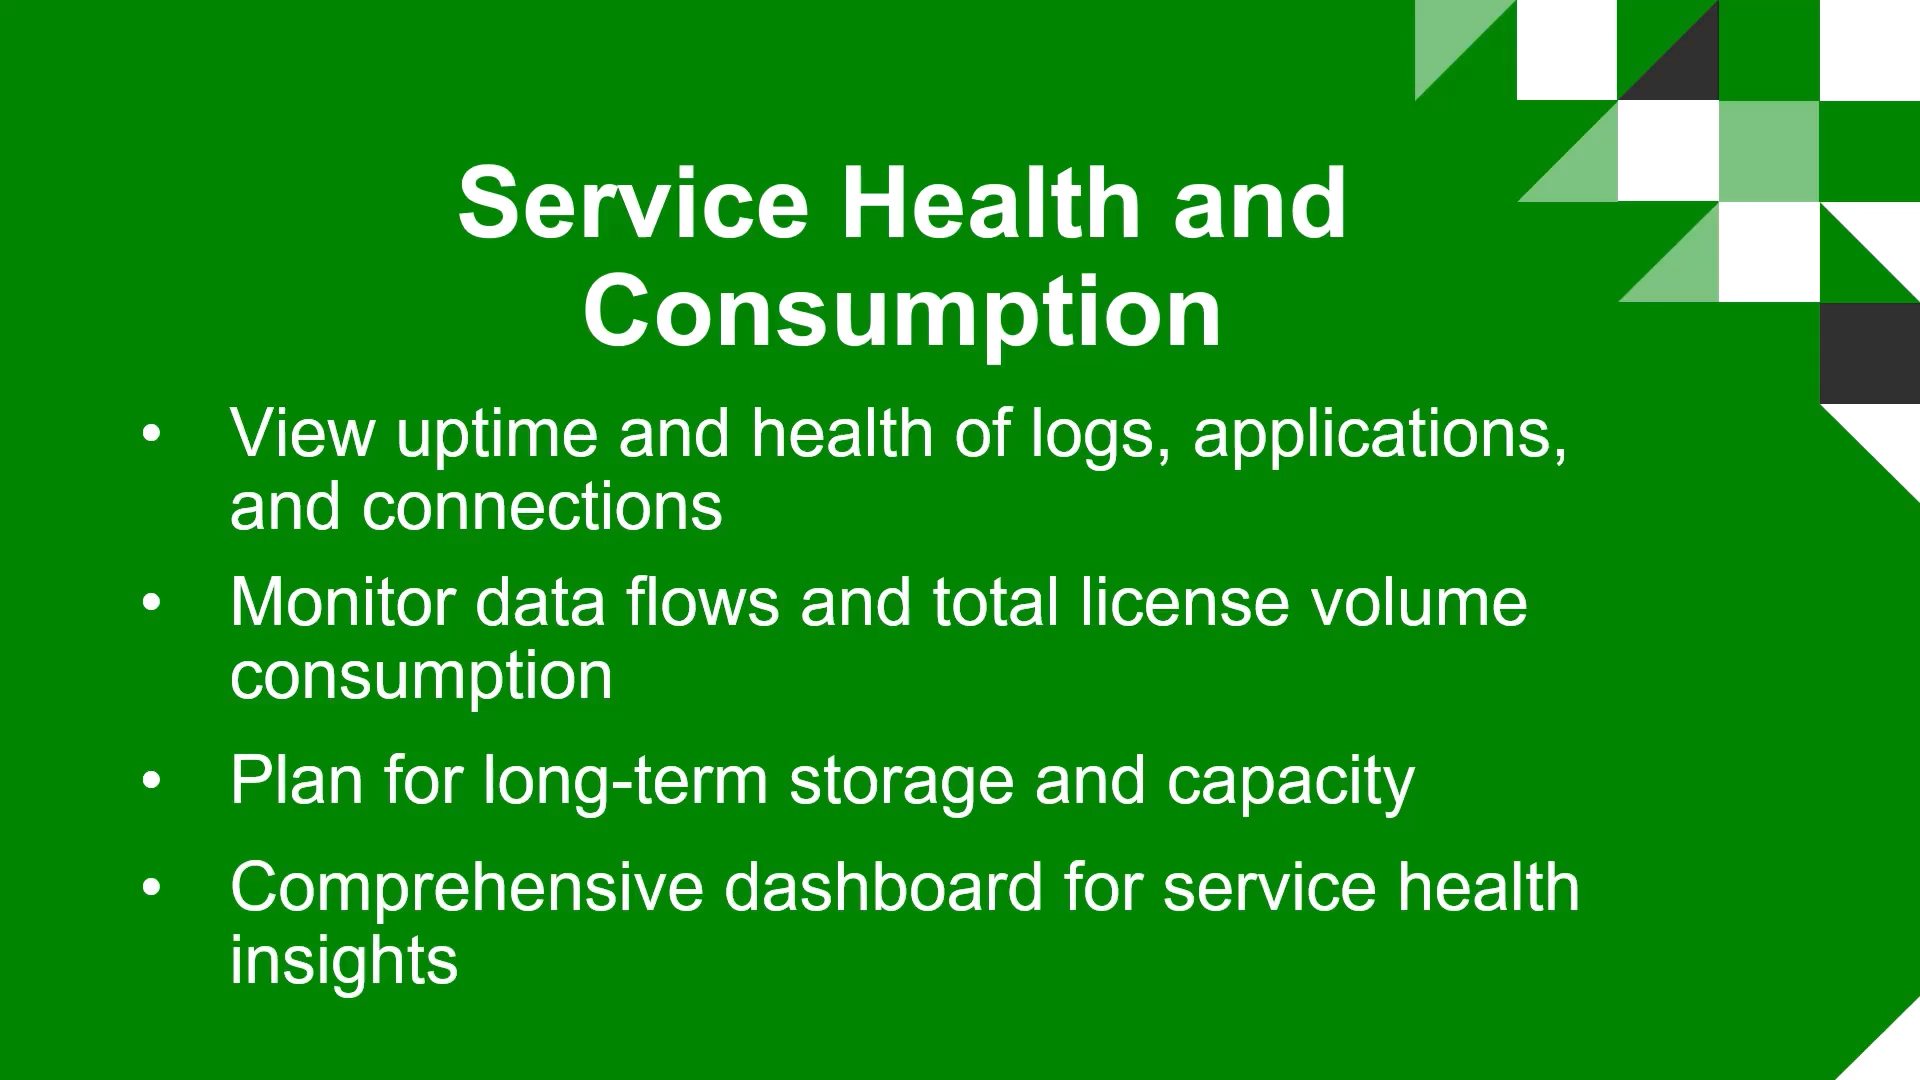 Service Health and
Consumption
• View uptime and health of logs, applications,
and connections
• Monitor data flows and total license volume
consumption
• Plan for long-term storage and capacity
• Comprehensive dashboard for service health
insights